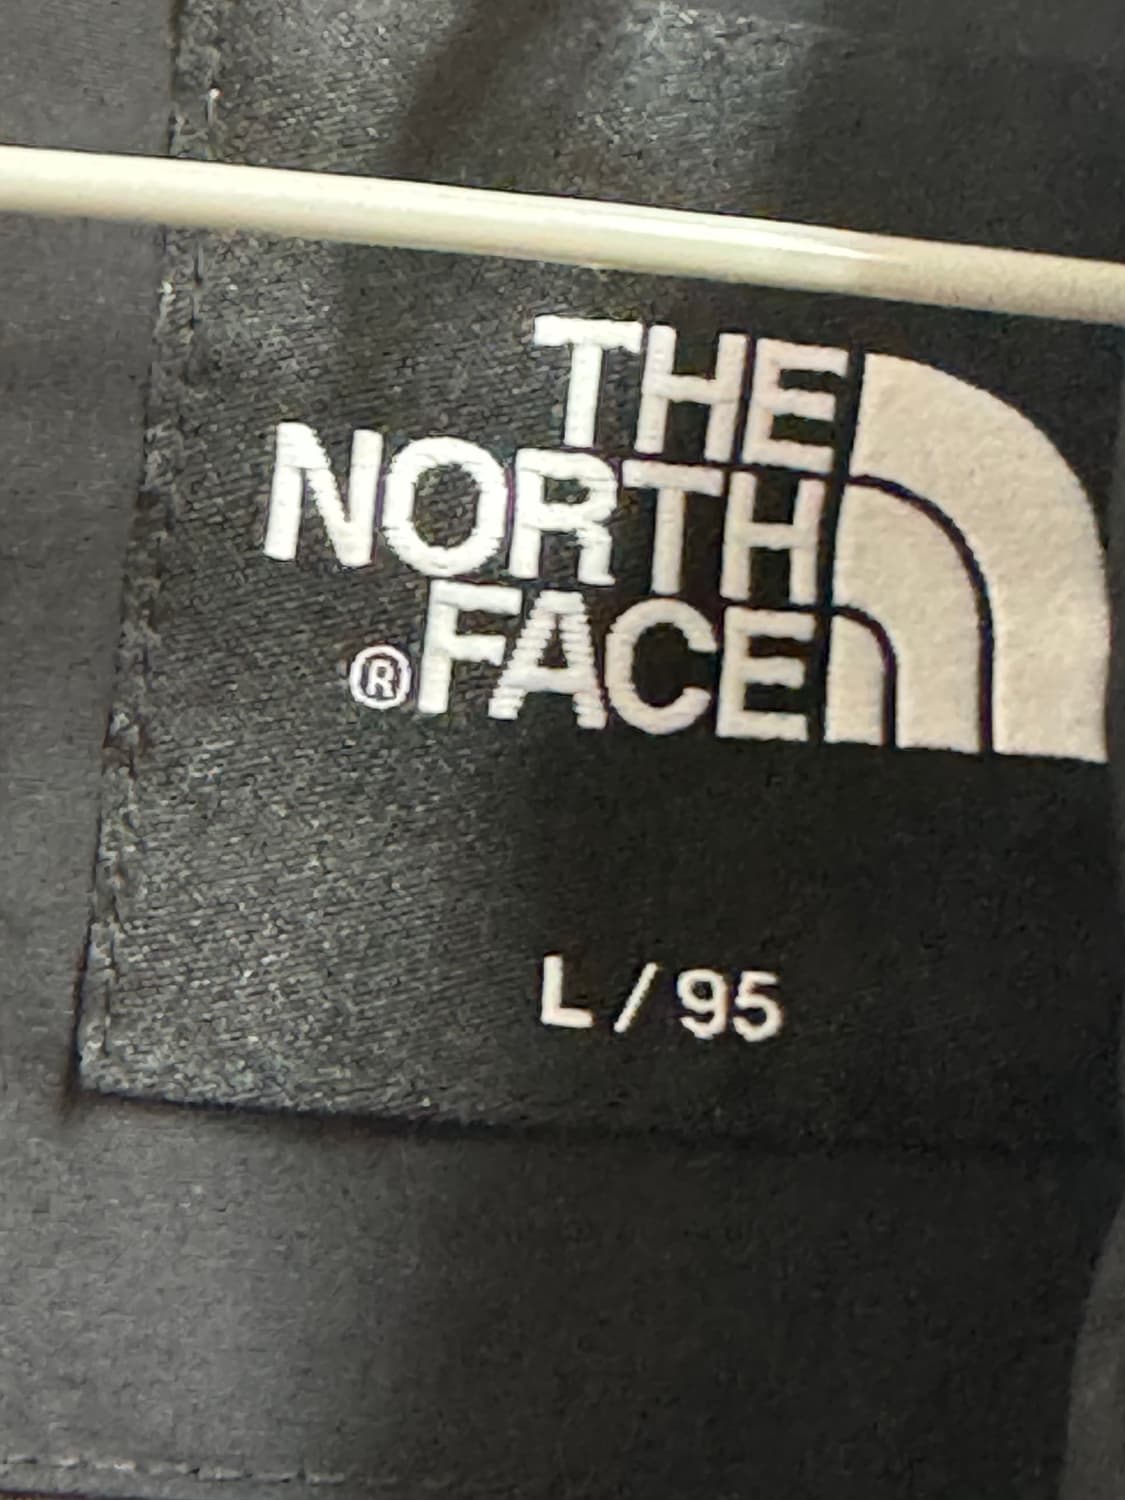 THE
NORTH
®FACE
L / 95